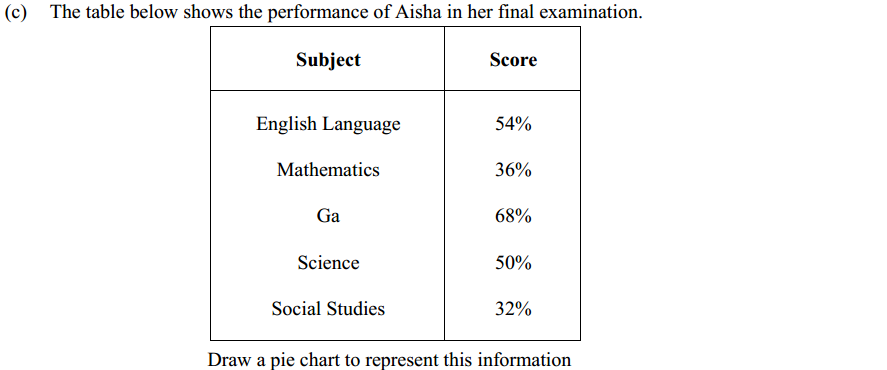 (c) The table below shows the performance of Aisha in her final examination.
Subject Score
English Language 54%
Mathematics 36%
Ga 68%
Science 50%
Social Studies 32%
Draw a pie chart to represent this information